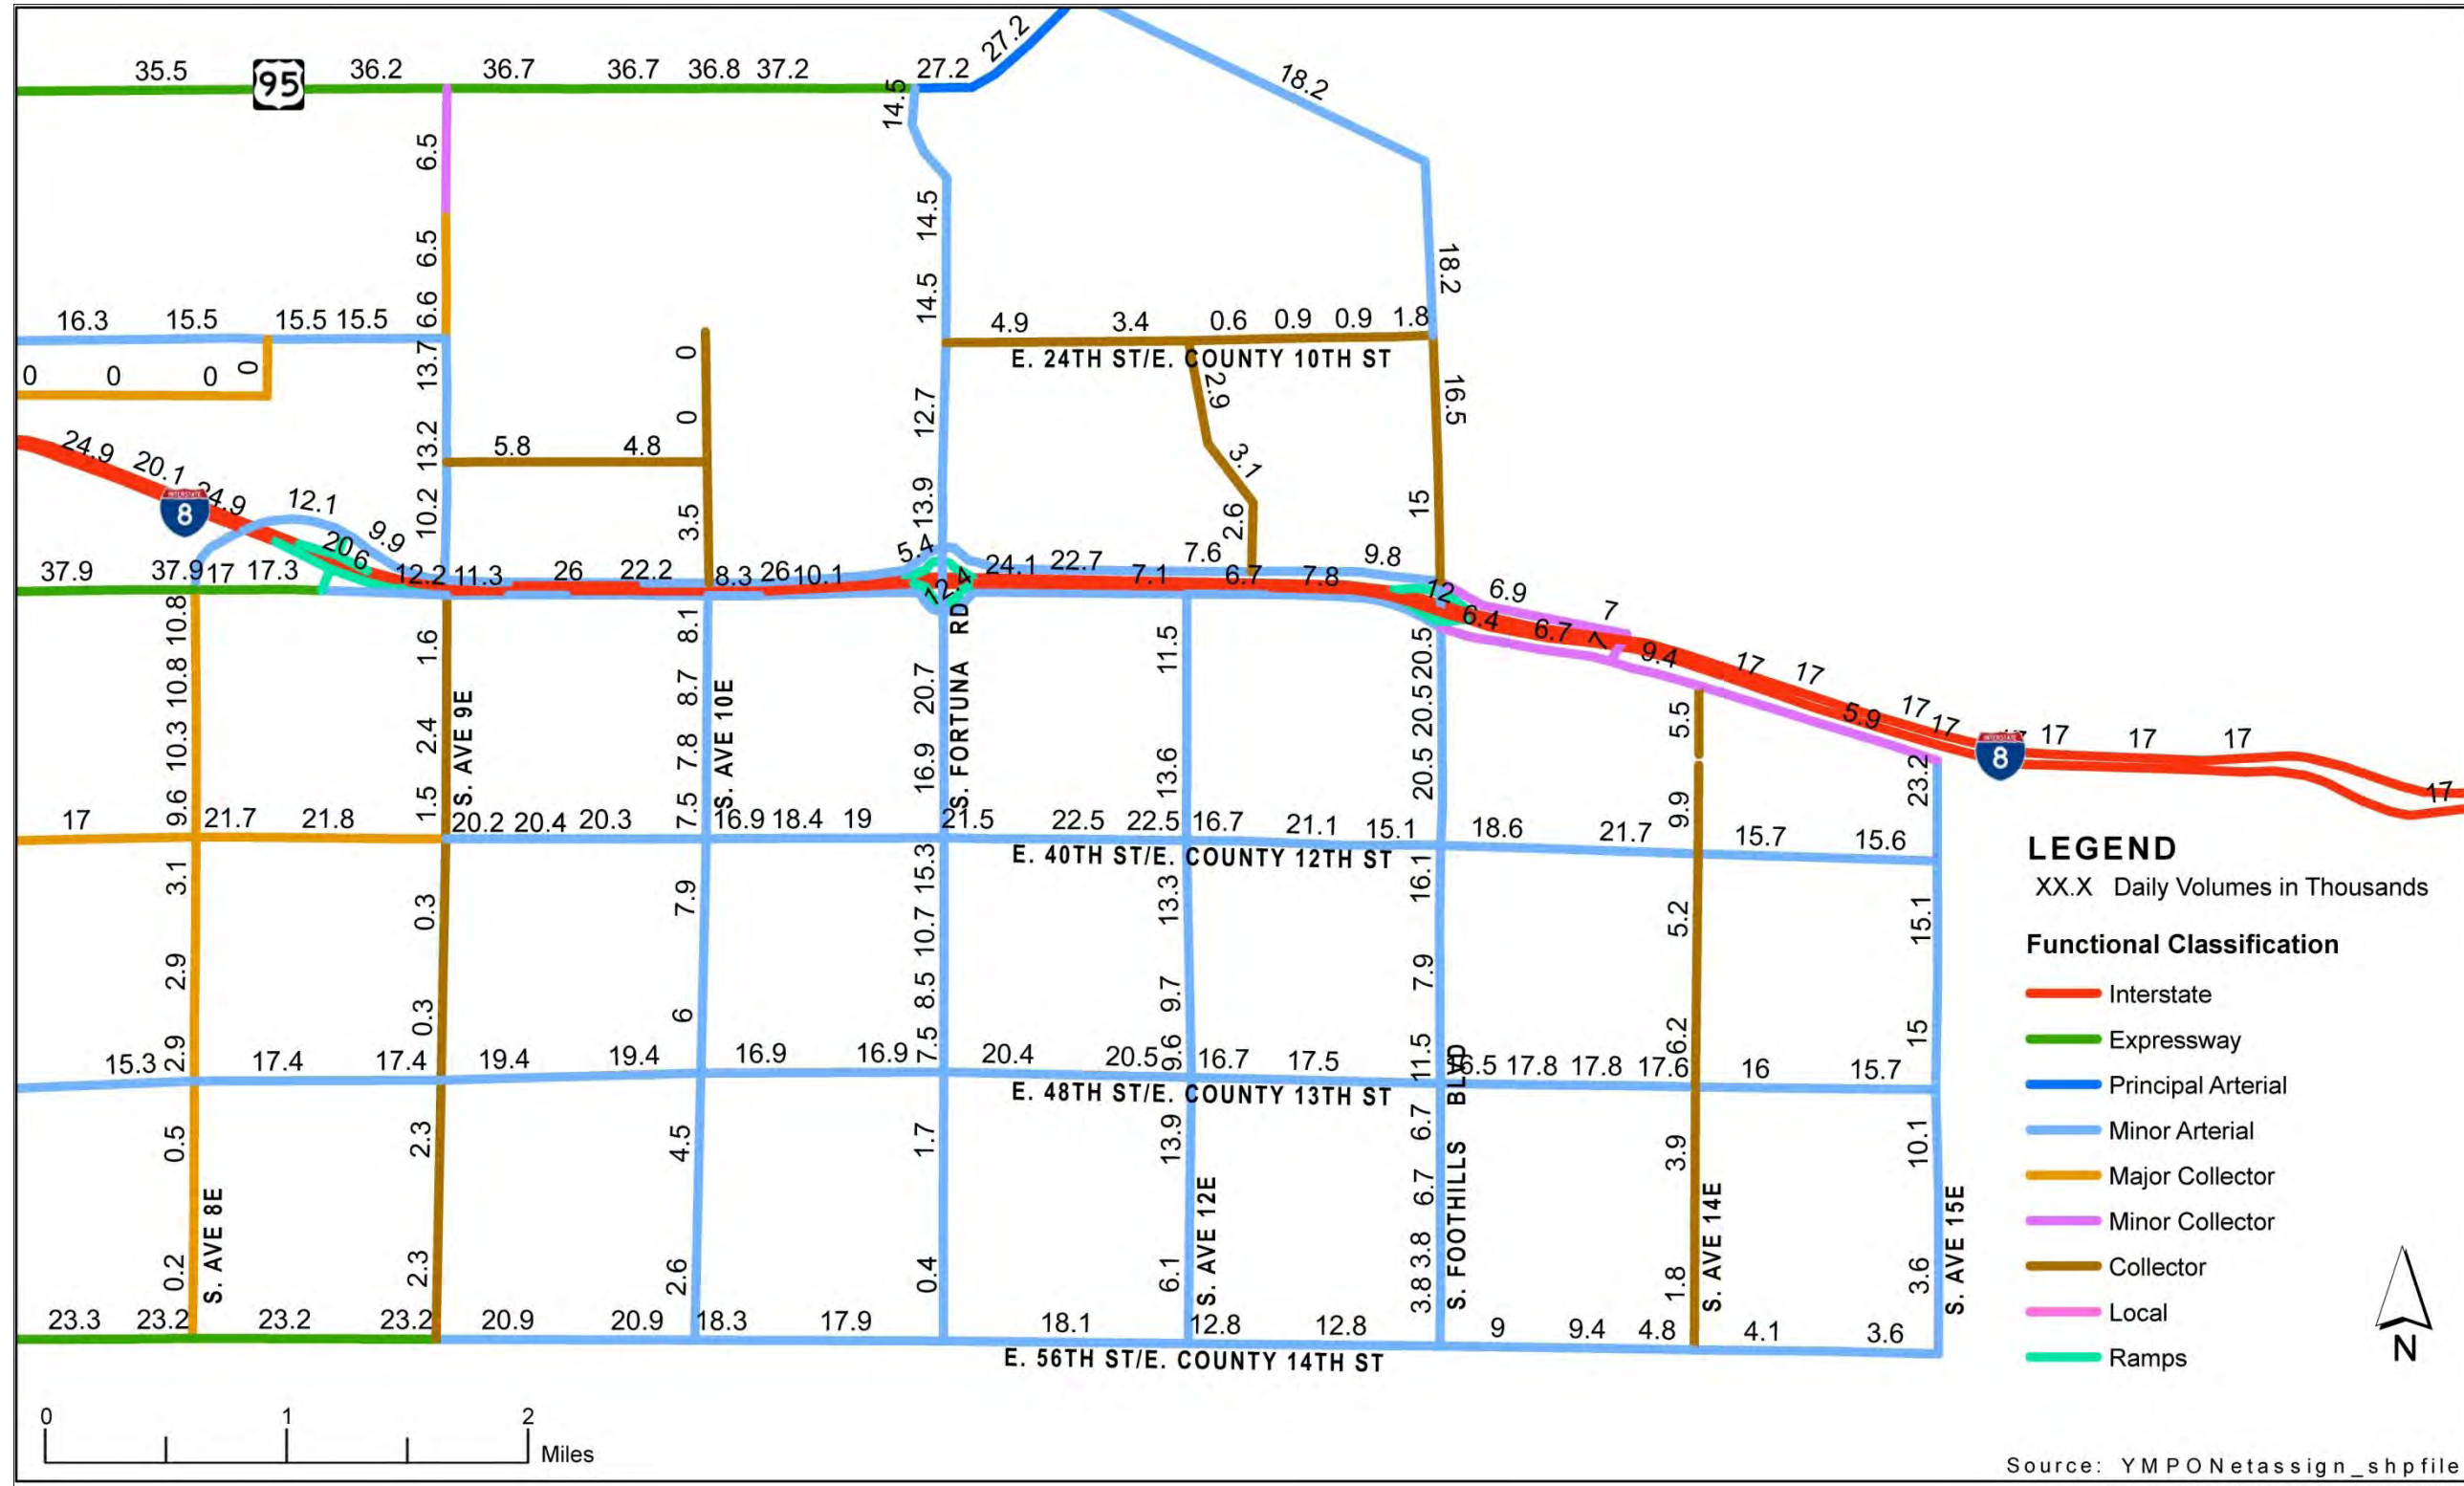 35.5 95 36.2 36.7 36.7 36.8 37.2 27.2 27.2
14.5
18.2
6.5
14.5
6.5
18.2
16.3 15.5 15.5 15.5 6.6 14.5
4.9 3.4 0.6 0.9 0.9 1.8
E. 24TH ST/E. COUNTY 10TH ST
0 0 0 0 13.7 0
2.9 16.5
0 12.7
24.9 20.1 13.2 5.8 4.8
3.1
INTERSTATE
8
24.9 12.1 9.9 10.2 3.5 13.9 2.6 15
37.9 37.9 17 17.3 12.2 11.3 26 22.2 8.3 26 10.1 5.4 24.1 22.7 7.1 7.6 6.7 7.8 9.8 12 6.9 7
6.4 6.7 7 9.4 17 17 17 17 17 17 17 17
5.9
INTERSTATE
8
10.8 1.6 8.1 11.5 20.5
10.8 8.7 20.7 20.5 5.5
10.3 2.4 7.8 16.9 13.6 20.5 23.2
S. AVE 9E
S. AVE 10E
S. FORTUNA RD
9.6 1.5 7.5 9.9
17 21.7 21.8 20.2 20.4 20.3 16.9 18.4 19 21.5 22.5 22.5 16.7 21.1 15.1 18.6 21.7 15.7 15.6
E. 40TH ST/E. COUNTY 12TH ST
3.1 0.3 7.9 15.3 13.3 16.1 5.2 15.1
10.7
2.9 0.3 6 8.5 9.7 7.9
2.9 7.5 9.6 11.5 6.2 15
15.3 17.4 17.4 19.4 19.4 16.9 16.9 20.4 20.5 16.7 17.5 16.5 17.8 17.8 17.6 16 15.7
E. 48TH ST/E. COUNTY 13TH ST
0.5 2.3 4.5 1.7 13.9 6.7 3.9 10.1
6.7
0.2 2.3 2.6 0.4 6.1 3.8 1.8 3.6
3.8
S. AVE 8E
S. AVE 12E
S. FOOTHILLS BLVD
S. AVE 14E
S. AVE 15E
23.3 23.2 23.2 23.2 20.9 20.9 18.3 17.9 18.1 12.8 12.8 9 9.4 4.8 4.1 3.6
E. 56TH ST/E. COUNTY 14TH ST
LEGEND
XX.X Daily Volumes in Thousands
Functional Classification
Interstate
Expressway
Principal Arterial
Minor Arterial
Major Collector
Minor Collector
Collector
Local
Ramps
N
0 1 2
Miles
Source: YMPONetassign_shpfile